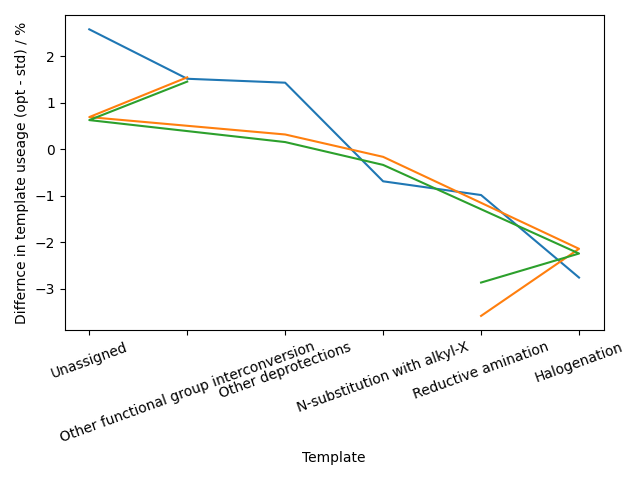 Differnce in template useage (opt - std) / %
2
1
0
−1
−2
−3
Unassigned
Other functional group interconversion
Other deprotections
N-substitution with alkyl-X
Reductive amination
Halogenation
Template